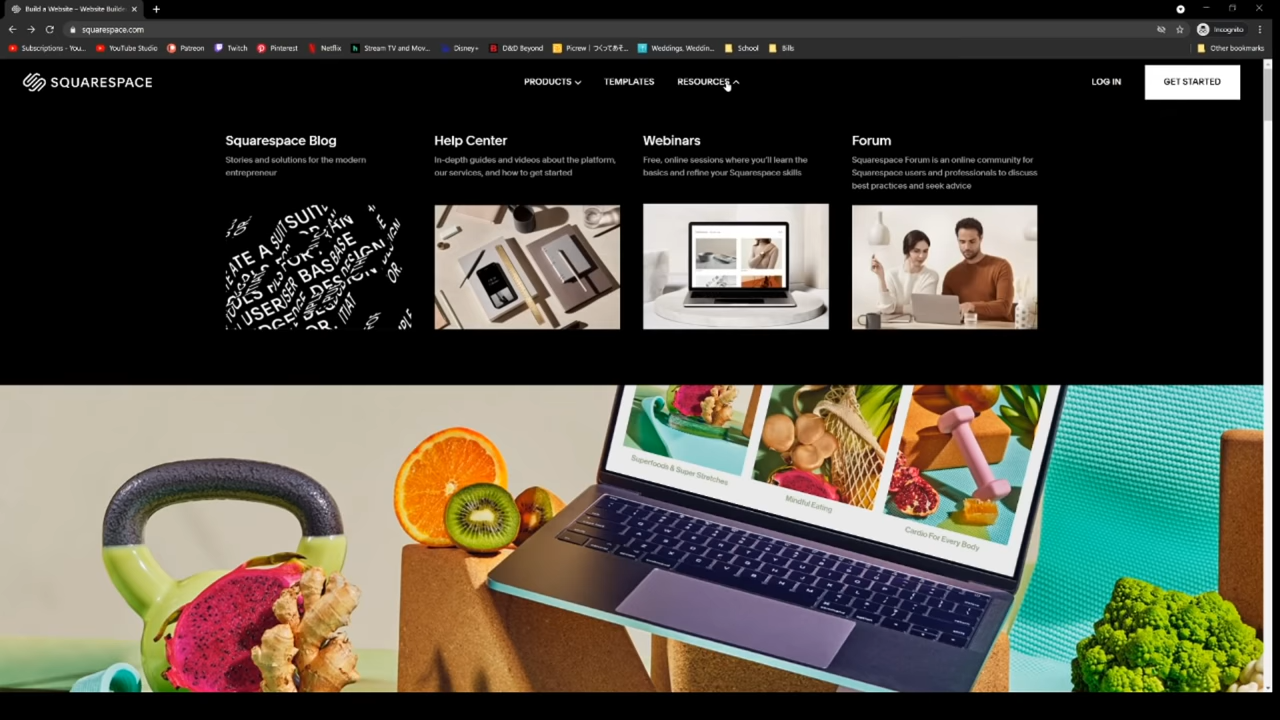 Build a Website – Website Builde
squarespace.com
Incognito
Subscriptions - You...
YouTube Studio
Patreon
Twitch
Pinterest
Netflix
Stream TV and Mov...
Disney+
D&D Beyond
Picrew | つくってあそ...
Weddings, Weddin...
School
Bills
Other bookmarks
SQUARESPACE
PRODUCTS
TEMPLATES
RESOURCES
LOG IN
GET STARTED
Squarespace Blog
Stories and solutions for the modern
entrepreneur
Help Center
In-depth guides and videos about the platform,
our services, and how to get started
Webinars
Free, online sessions where you'll learn the
basics and refine your Squarespace skills
Forum
Squarespace Forum is an online community for
Squarespace users and professionals to discuss
best practices and seek advice
Superfoods & Super Stretches
Mindful Eating
Cardio For Every Body